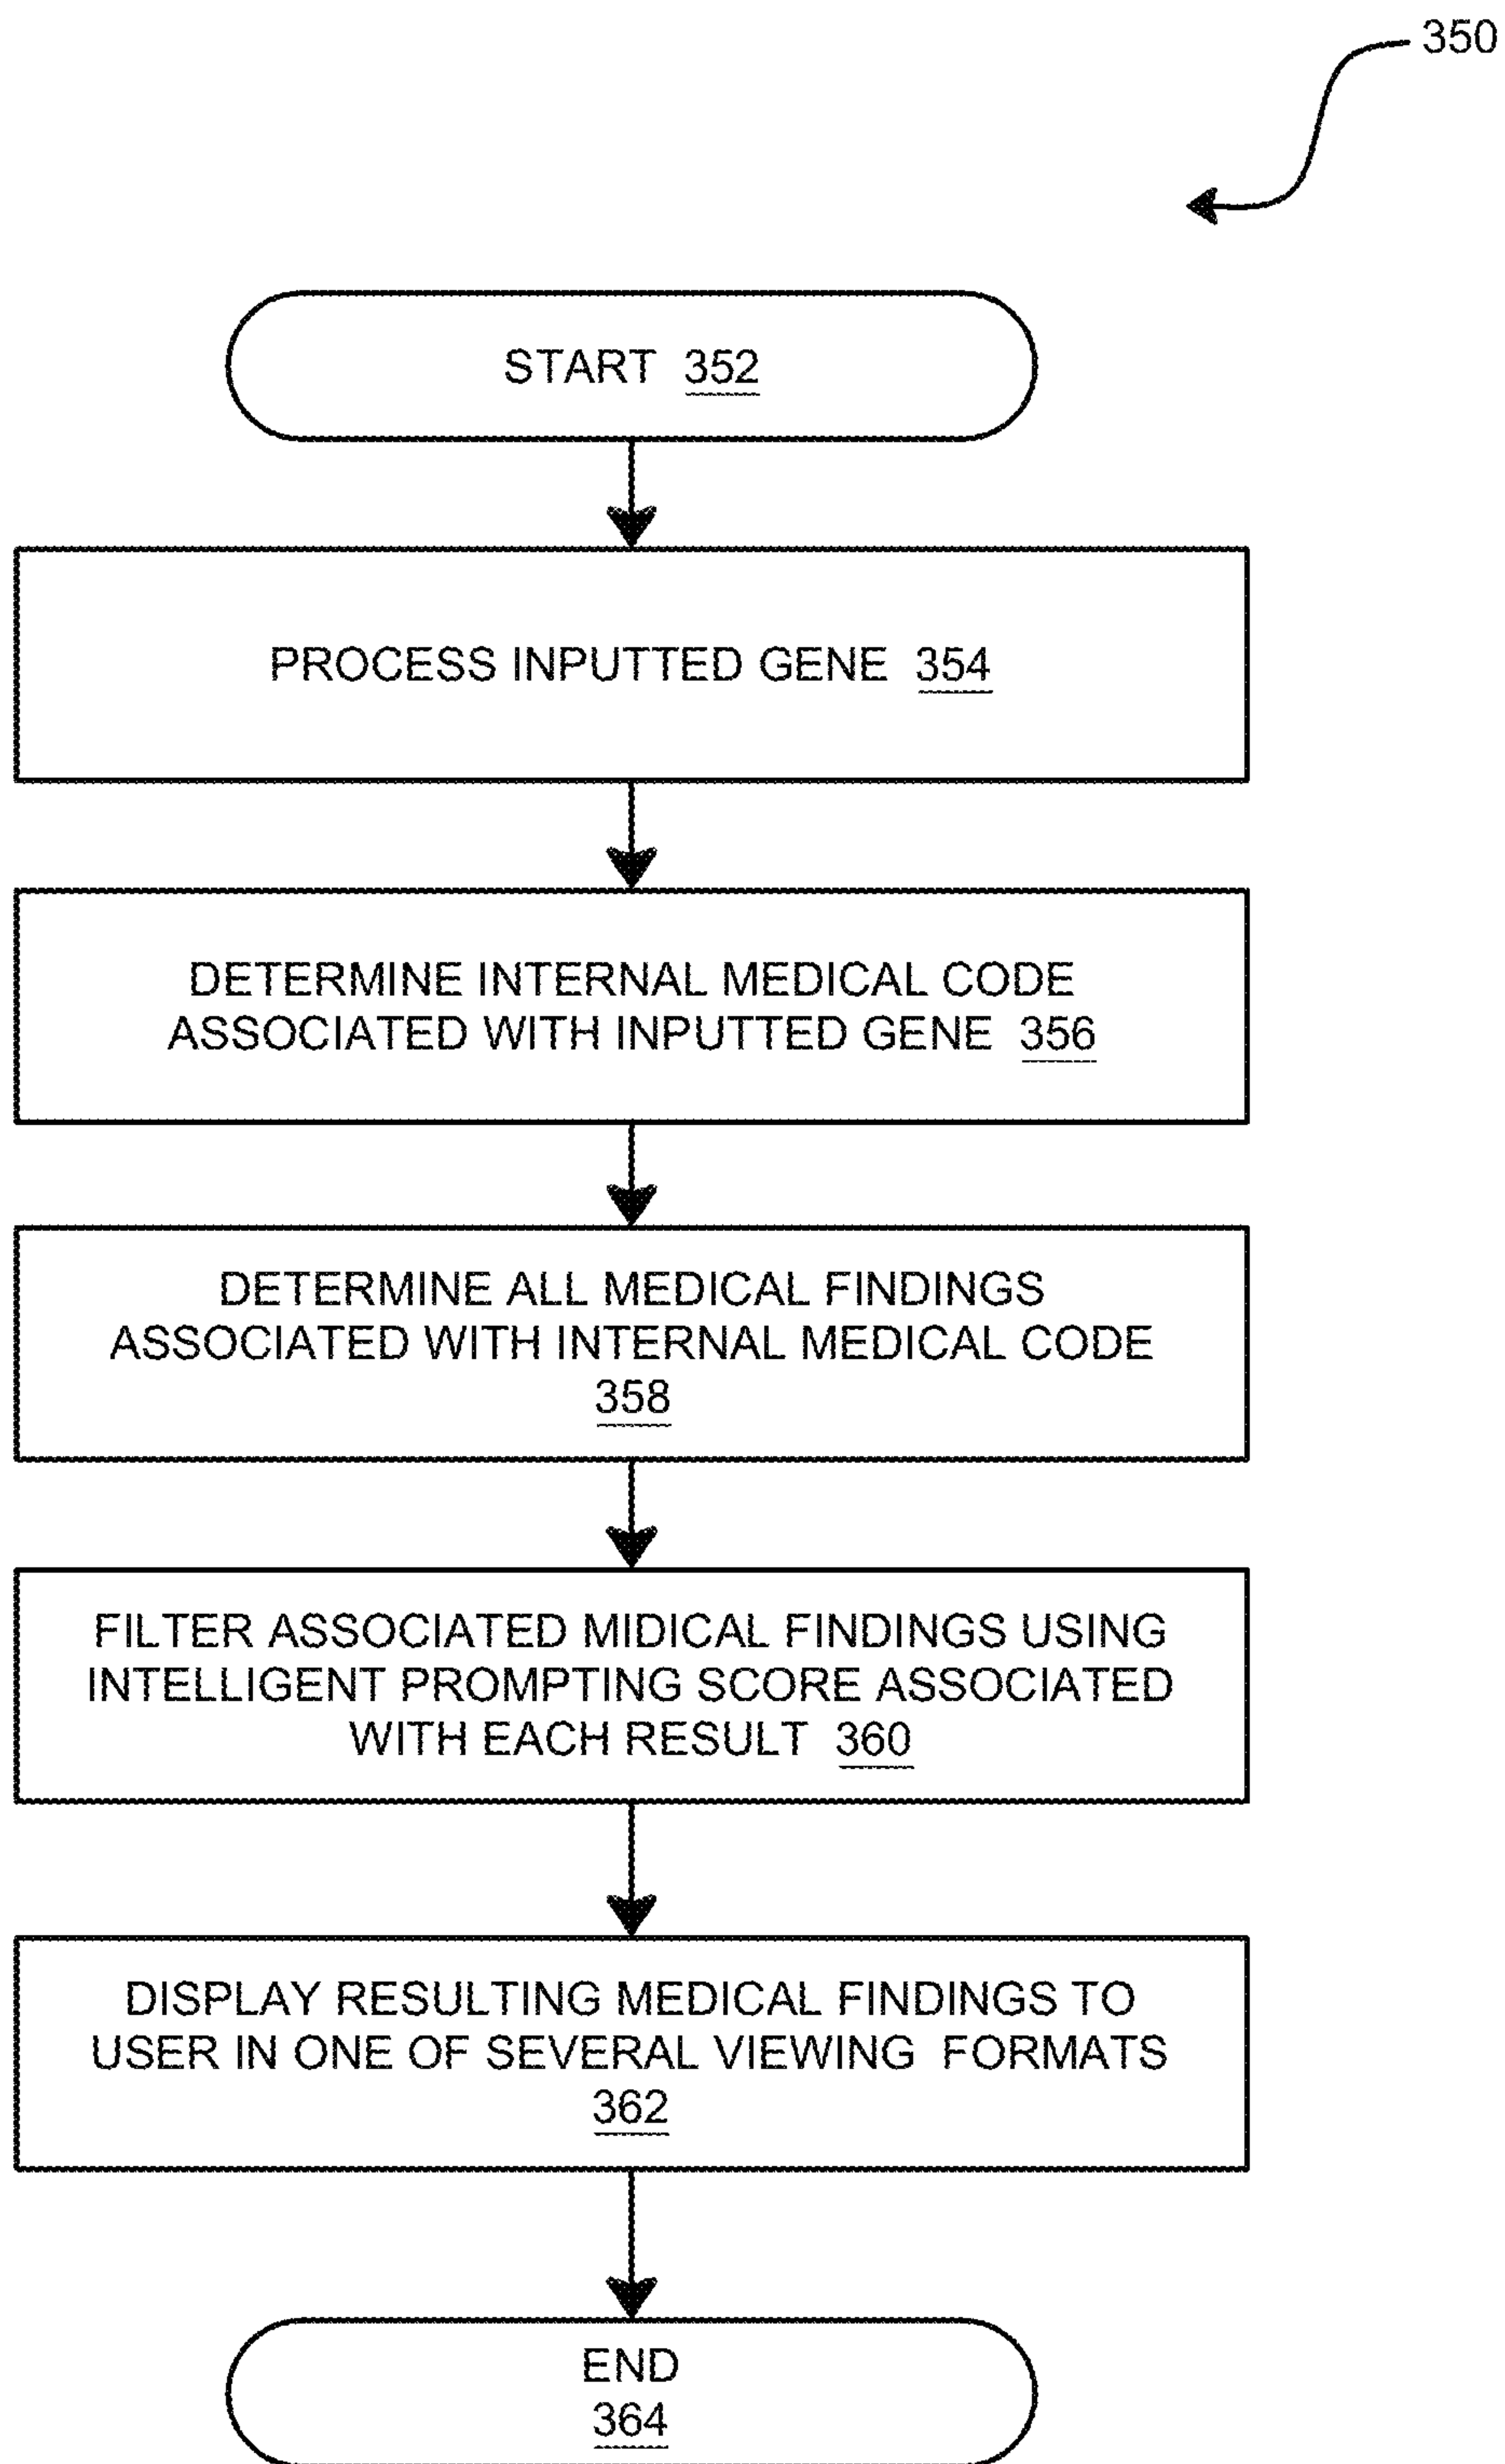 350
START 352
PROCESS INPUTTED GENE 354
DETERMINE INTERNAL MEDICAL CODE
ASSOCIATED WITH INPUTTED GENE 356
DETERMINE ALL MEDICAL FINDINGS
ASSOCIATED WITH INTERNAL MEDICAL CODE
358
FILTER ASSOCIATED MIDICAL FINDINGS USING
INTELLIGENT PROMPTING SCORE ASSOCIATED
WITH EACH RESULT 360
DISPLAY RESULTING MEDICAL FINDINGS TO
USER IN ONE OF SEVERAL VIEWING FORMATS
362
END
364